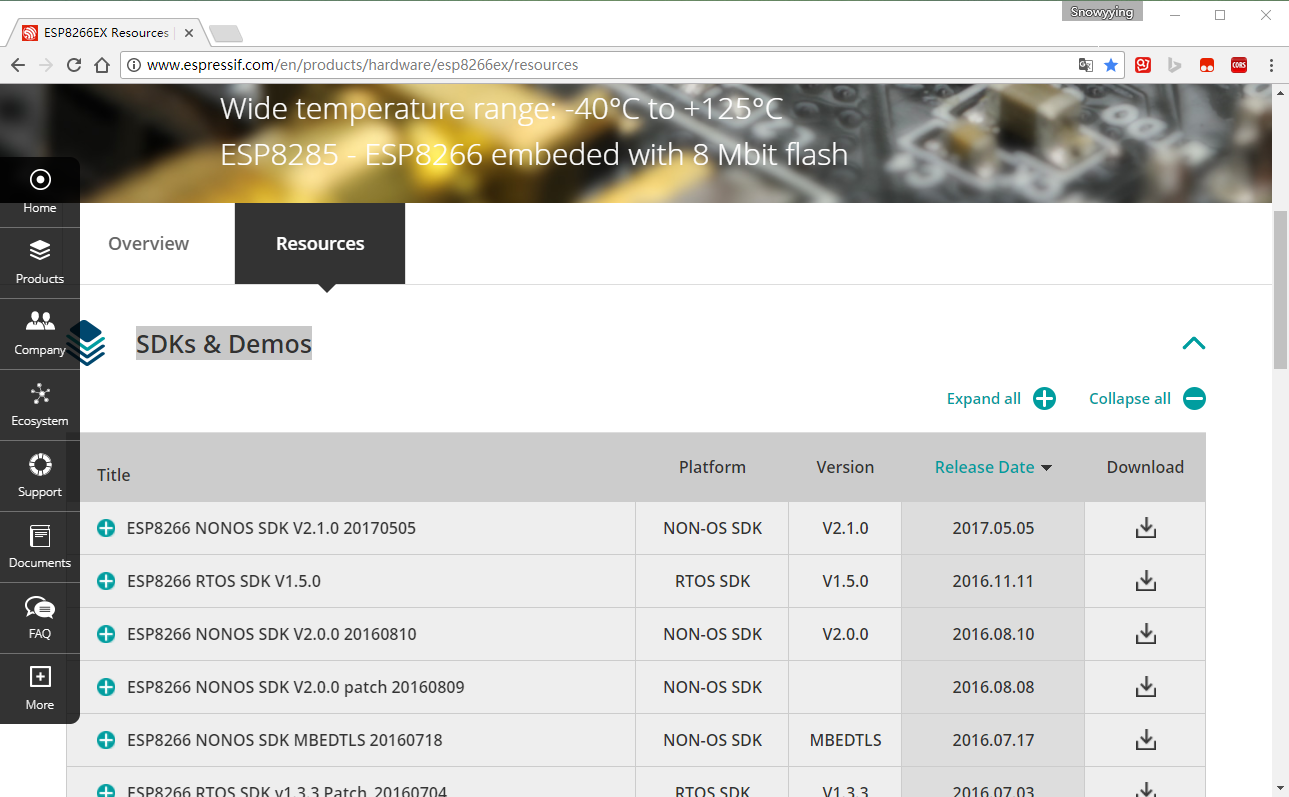 Snowyying
ESP8266EX Resources
www.espressif.com/en/products/hardware/esp8266ex/resources
CORS
Wide temperature range: -40°C to +125°C
ESP8285 - ESP8266 embeded with 8 Mbit flash
Home
Products
Company
Ecosystem
Support
Documents
FAQ
More
Overview Resources
SDKs & Demos
Expand all Collapse all
Title Platform Version Release Date Download
ESP8266 NONOS SDK V2.1.0 20170505 NON-OS SDK V2.1.0 2017.05.05
ESP8266 RTOS SDK V1.5.0 RTOS SDK V1.5.0 2016.11.11
ESP8266 NONOS SDK V2.0.0 20160810 NON-OS SDK V2.0.0 2016.08.10
ESP8266 NONOS SDK V2.0.0 patch 20160809 NON-OS SDK 2016.08.08
ESP8266 NONOS SDK MBEDTLS 20160718 NON-OS SDK MBEDTLS 2016.07.17
ESP8266 RTOS SDK v1.3.3 Patch_20160704 RTOS SDK V1.3.3 2016.07.03